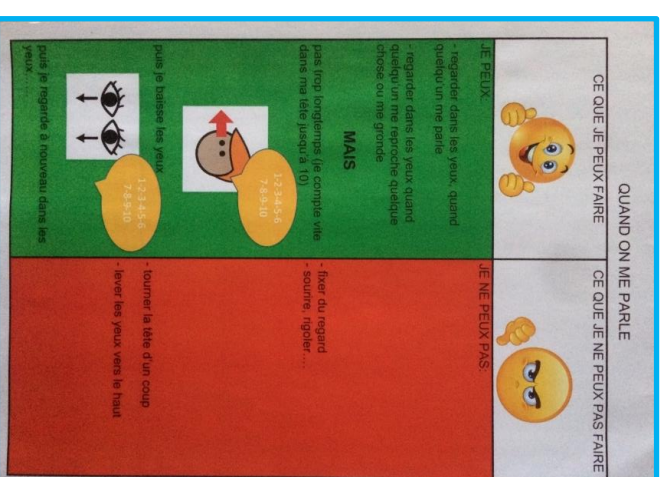 QUAND ON ME PARLE
CE QUE JE PEUX FAIRE
CE QUE JE NE PEUX PAS FAIRE
JE PEUX:
- regarder dans les yeux, quand
quelqu'un me parle
- regarder dans les yeux quand
quelqu'un me reproche quelque
chose ou me gronde
MAIS
pas trop longtemps (je compte vite
dans ma tête jusqu'à 10)
1-2-3-4-5-6
7-8-9-10
puis je baisse les yeux
1-2-3-4-5-6
7-8-9-10
puis je regarde à nouveau dans les
yeux......
JE NE PEUX PAS:
- fixer du regard
- sourire, rigoler....
- tourner la tête d'un coup
- lever les yeux vers le haut